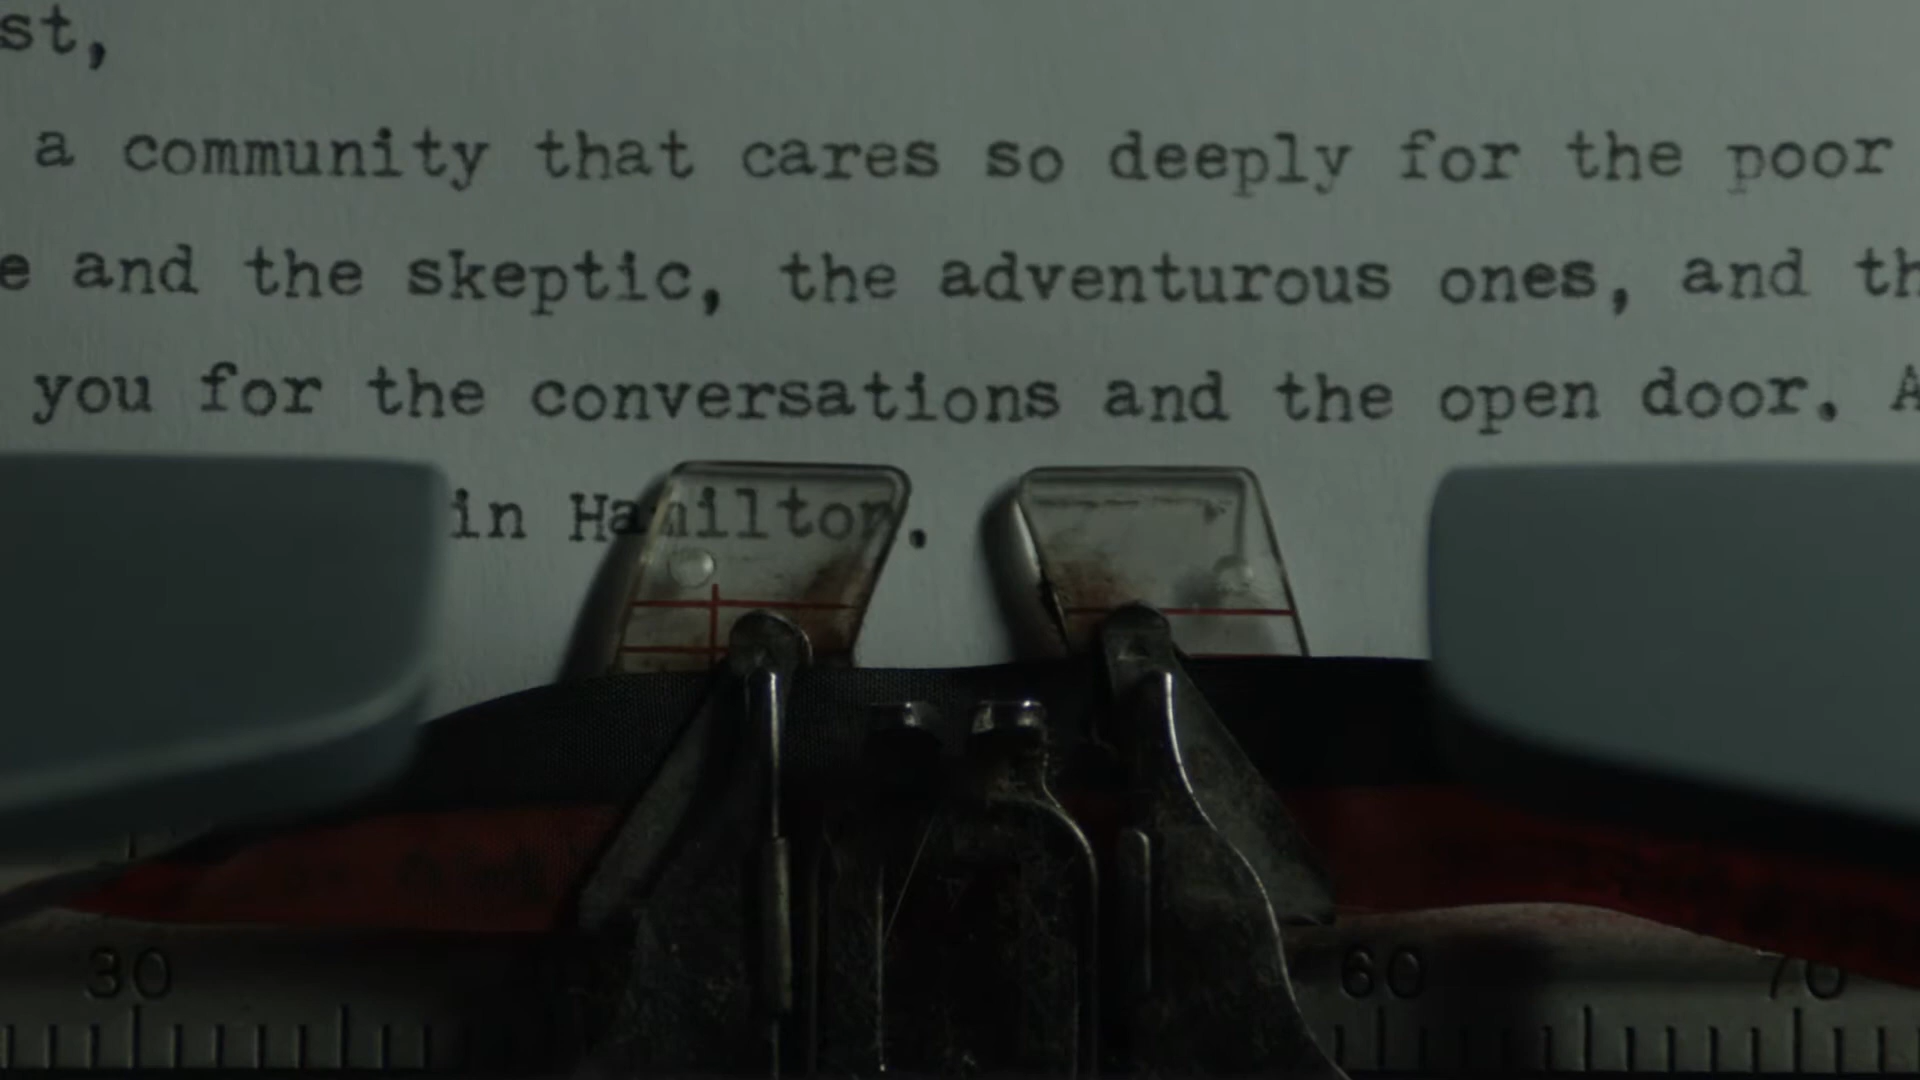 st,
a community that cares so deeply for the poor
e and the skeptic, the adventurous ones, and th
you for the conversations and the open door. A
in Hamilton.
30 60 70